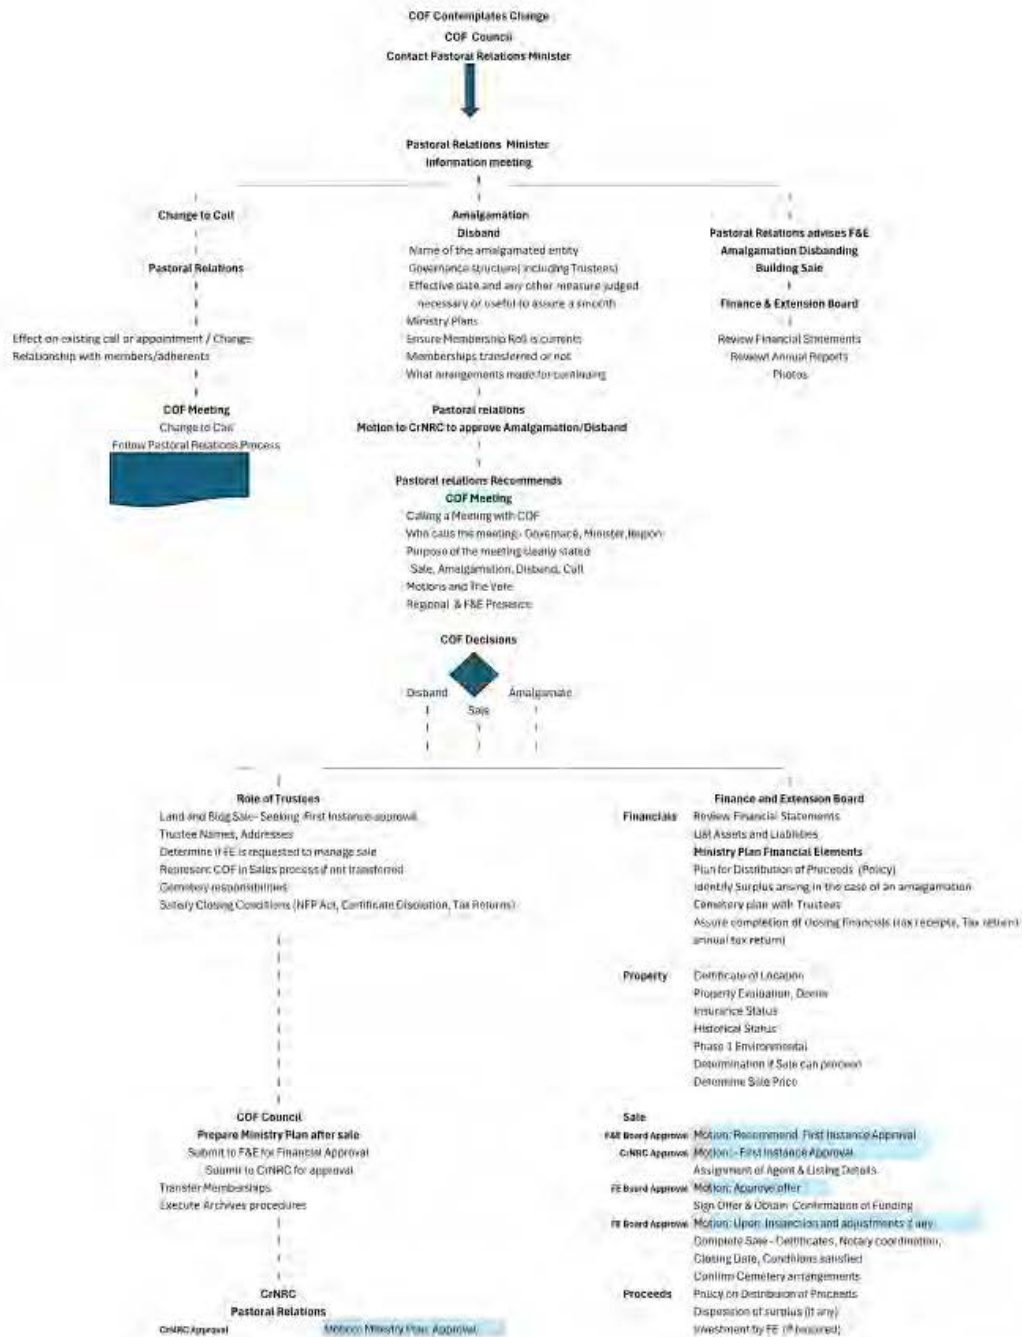 COF Contemplates Change
COF Council
Contact Pastoral Relations Minister
Pastoral Relations Minister
Information meeting
Change to Call
Pastoral Relations
Effect on existing call or appointment / Change
Relationship with members/adherents
COF Meeting
Change to Call
Follow Pastoral Relations Process
Amalgamation
Disband
Name of the amalgamated entity
Governance structure( including Trustees)
Effective date and any other measure judged
necessary or useful to assure a smooth
Ministry Plans
Ensure Membership Roll is currents
Memberships transferred or not
What arrangements made for continuing
Pastoral relations
Motion to CrNRC to approve Amalgamation/Disband
Pastoral relations Recommends
COF Meeting
Calling a Meeting with COF
Who calls the meeting - Governace, Minister, Region
Purpose of the meeting clearly stated
Sale, Amalgamation, Disband, Call
Motions and The Vote
Regional & F&E Presence
Pastoral Relations advises F&E
Amalgamation Disbanding
Building Sale
Finance & Extension Board
Review Financial Statements
Review Annual Reports
Photos
COF Decisions
Disband
Sale
Amalgamate
Role of Trustees
Land and Bldg Sale - Seeking First Instance approval
Trustee Names, Addresses
Determine if FE is requested to manage sale
Represent COF in Sales process if not transferred
Cemetery responsibilities
Satisfy Closing Conditions (NFP Act, Certificate Disolution, Tax Returns)
COF Council
Prepare Ministry Plan after sale
Submit to F&E for Financial Approval
Submit to CrNRC for approval
Transfer Memberships
Execute Archives procedures
CrNRC
Pastoral Relations
CrNRC Approval Motion: Ministry Plan Approval
Finance and Extension Board
Financials Review Financial Statements
List Assets and Liabilities
Ministry Plan Financial Elements
Plan for Distribution of Proceeds (Policy)
Identify Surplus arising in the case of an amalgamation
Cemetery plan with Trustees
Assure completion of closing financials (tax receipts, Tax return)
annual tax return)
Property Certificate of Location
Property Evaluation,
Insurance Status
Historical Status
Phase 1 Environmental
Determination if Sale can proceed
Determine Sale Price
Sale
F&E Board Approval Motion: Recommend First Instance Approval
CrNRC Approval Motion: - First Instance Approval
Assignment of Agent & Listing Details
FE Board Approval Motion: Approve offer
Sign Offer & Obtain Confirmation of Funding
FE Board Approval Motion: Upon Inspection and adjustments if any
Complete Sale - Certificates, Notary coordination,
Closing Date, Conditions satisfied
Confirm Cemetery arrangements
Proceeds Policy on Distribution of Proceeds
Disposition of surplus (if any)
Investment by FE (if required)